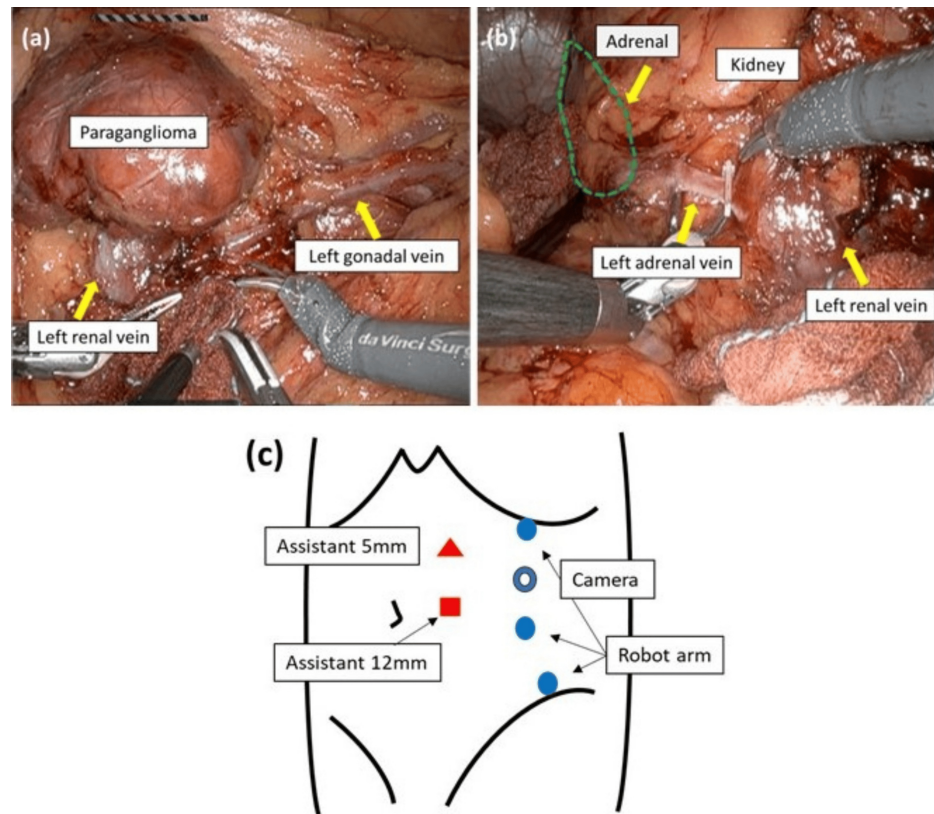 (a)
Paraganglioma
Left gonadal vein
Left renal vein
da Vinci Surg
(b)
Adrenal
Kidney
Left adrenal vein
Left renal vein
(c)
Assistant 5mm
Camera
Assistant 12mm
Robot arm